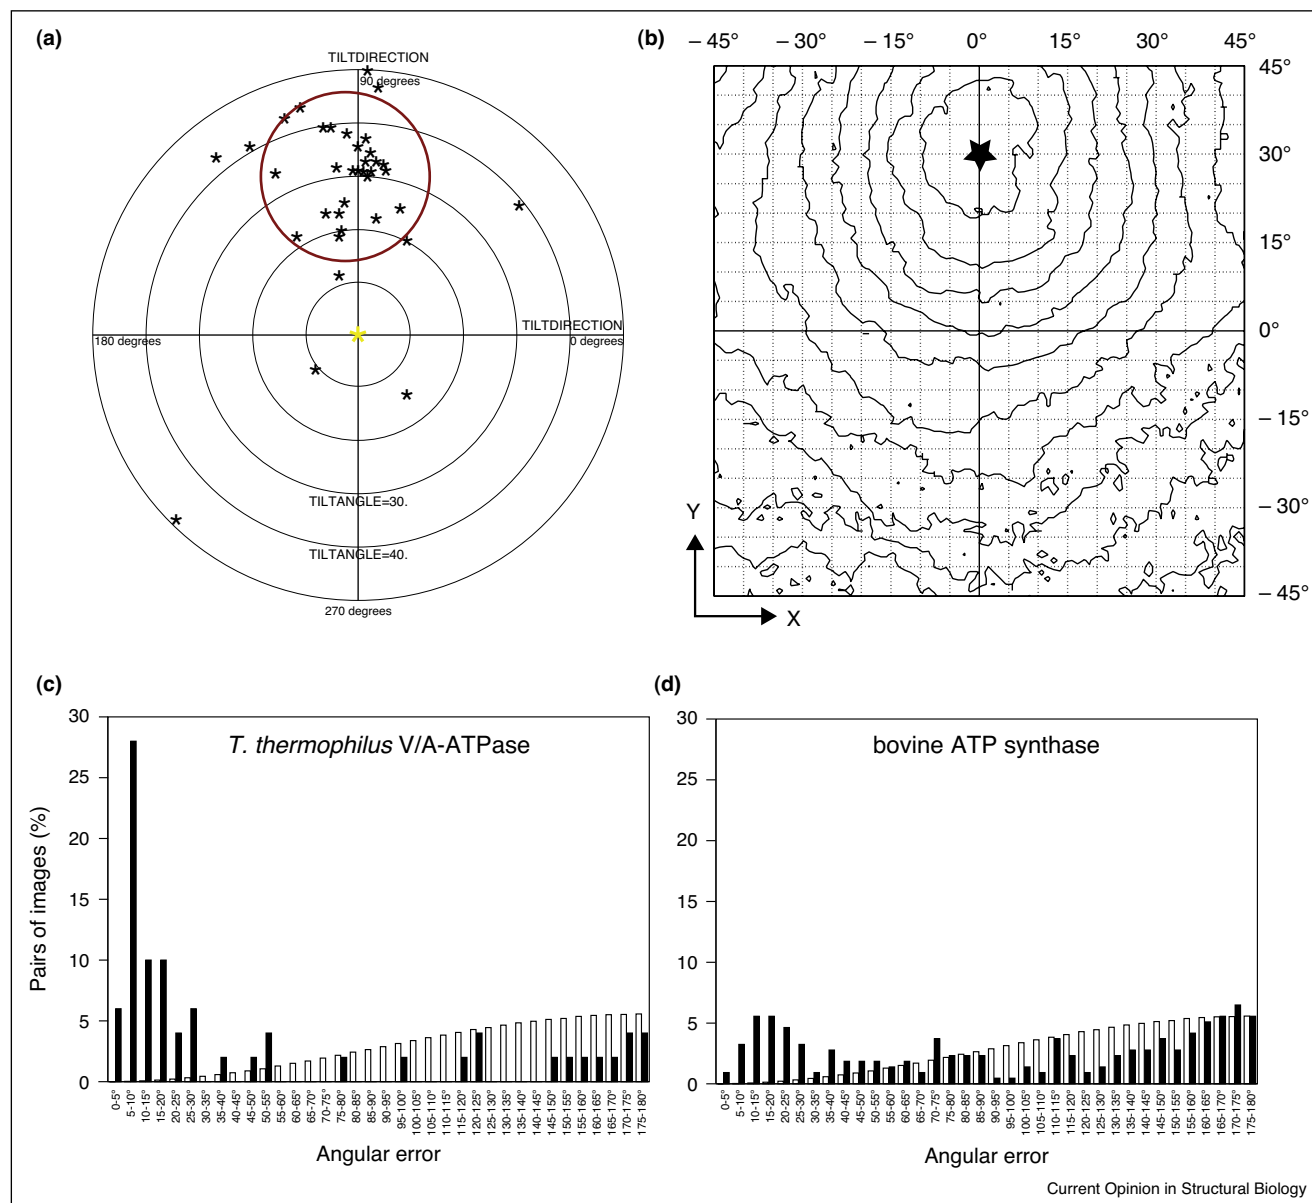 (a)
TILTDIRECTION
90 degrees
TILTDIRECTION
180 degrees
0 degrees
TILTANGLE=30.
TILTANGLE=40.
270 degrees
(b)
– 45° – 30° – 15° 0° 15° 30° 45°
45°
30°
15°
0°
– 15°
– 30°
– 45°
Y
X
(c)
T. thermophilus V/A-ATPase
Pairs of images (%)
30
25
20
15
10
5
0
0-5° 5-10° 10-15° 15-20° 20-25° 25-30° 30-35° 35-40° 40-45° 45-50° 50-55° 55-60° 60-65° 65-70° 70-75° 75-80° 80-85° 85-90° 95-100° 100-105° 105-110° 110-115° 115-120° 120-125° 125-130° 130-135° 135-140° 140-145° 145-150° 150-155° 155-160° 160-165° 165-170° 170-175° 175-180°
Angular error
(d)
bovine ATP synthase
30
25
20
15
10
5
0
0-5° 5-10° 10-15° 15-20° 20-25° 25-30° 30-35° 35-40° 40-45° 45-50° 50-55° 55-60° 60-65° 65-70° 70-75° 75-80° 80-85° 85-90° 90-95° 95-100° 100-105° 105-110° 110-115° 115-120° 120-125° 125-130° 130-135° 135-140° 140-145° 145-150° 150-155° 155-160° 160-165° 165-170° 170-175° 175-180°
Angular error
Current Opinion in Structural Biology